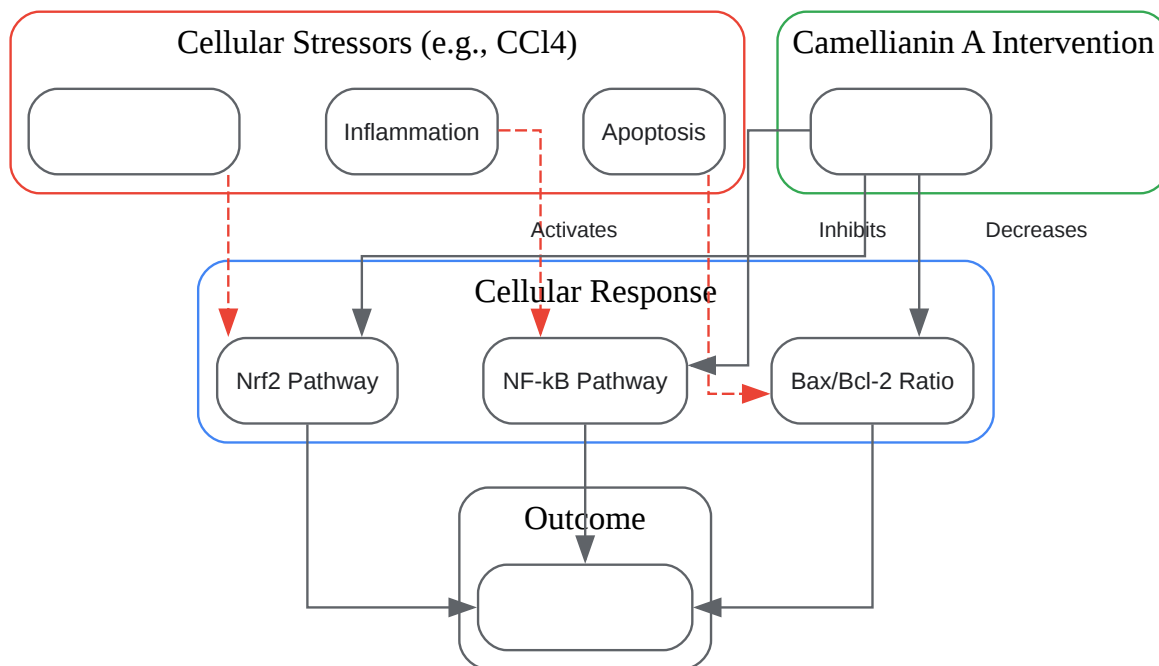 Cellular Stressors (e.g., CCl4)
Camellianin A Intervention
Inflammation
Apoptosis
Activates
Inhibits
Decreases
Cellular Response
Nrf2 Pathway
NF-kB Pathway
Bax/Bcl-2 Ratio
Outcome